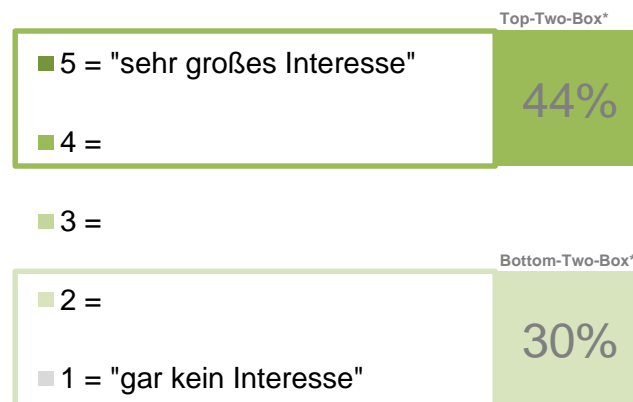 Top-Two-Box*
5 = "sehr großes Interesse"
44%
4 =
3 =
Bottom-Two-Box*
2 =
30%
1 = "gar kein Interesse"